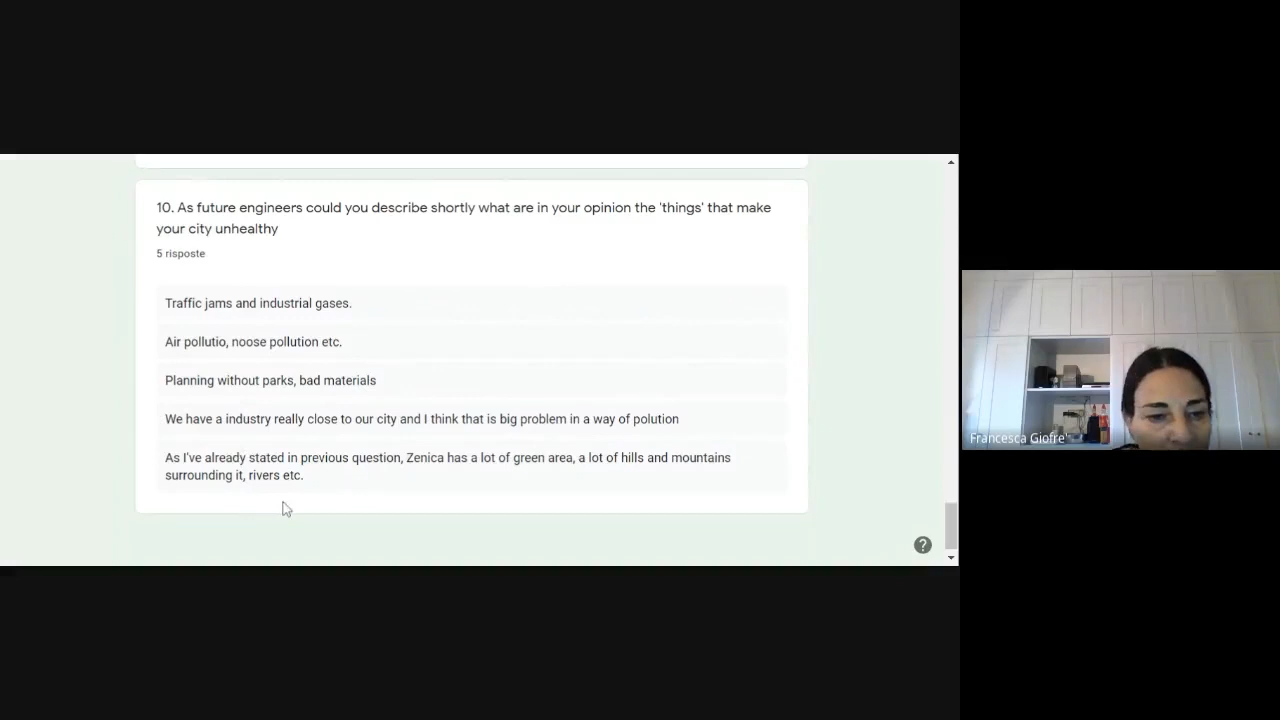 10. As future engineers could you describe shortly what are in your opinion the 'things' that make
your city unhealthy
5 risposte
Traffic jams and industrial gases.
Air pollutio, noose pollution etc.
Planning without parks, bad materials
We have a industry really close to our city and I think that is big problem in a way of polution
As I've already stated in previous question, Zenica has a lot of green area, a lot of hills and mountains
surrounding it, rivers etc.
?
Francesca Giofre'